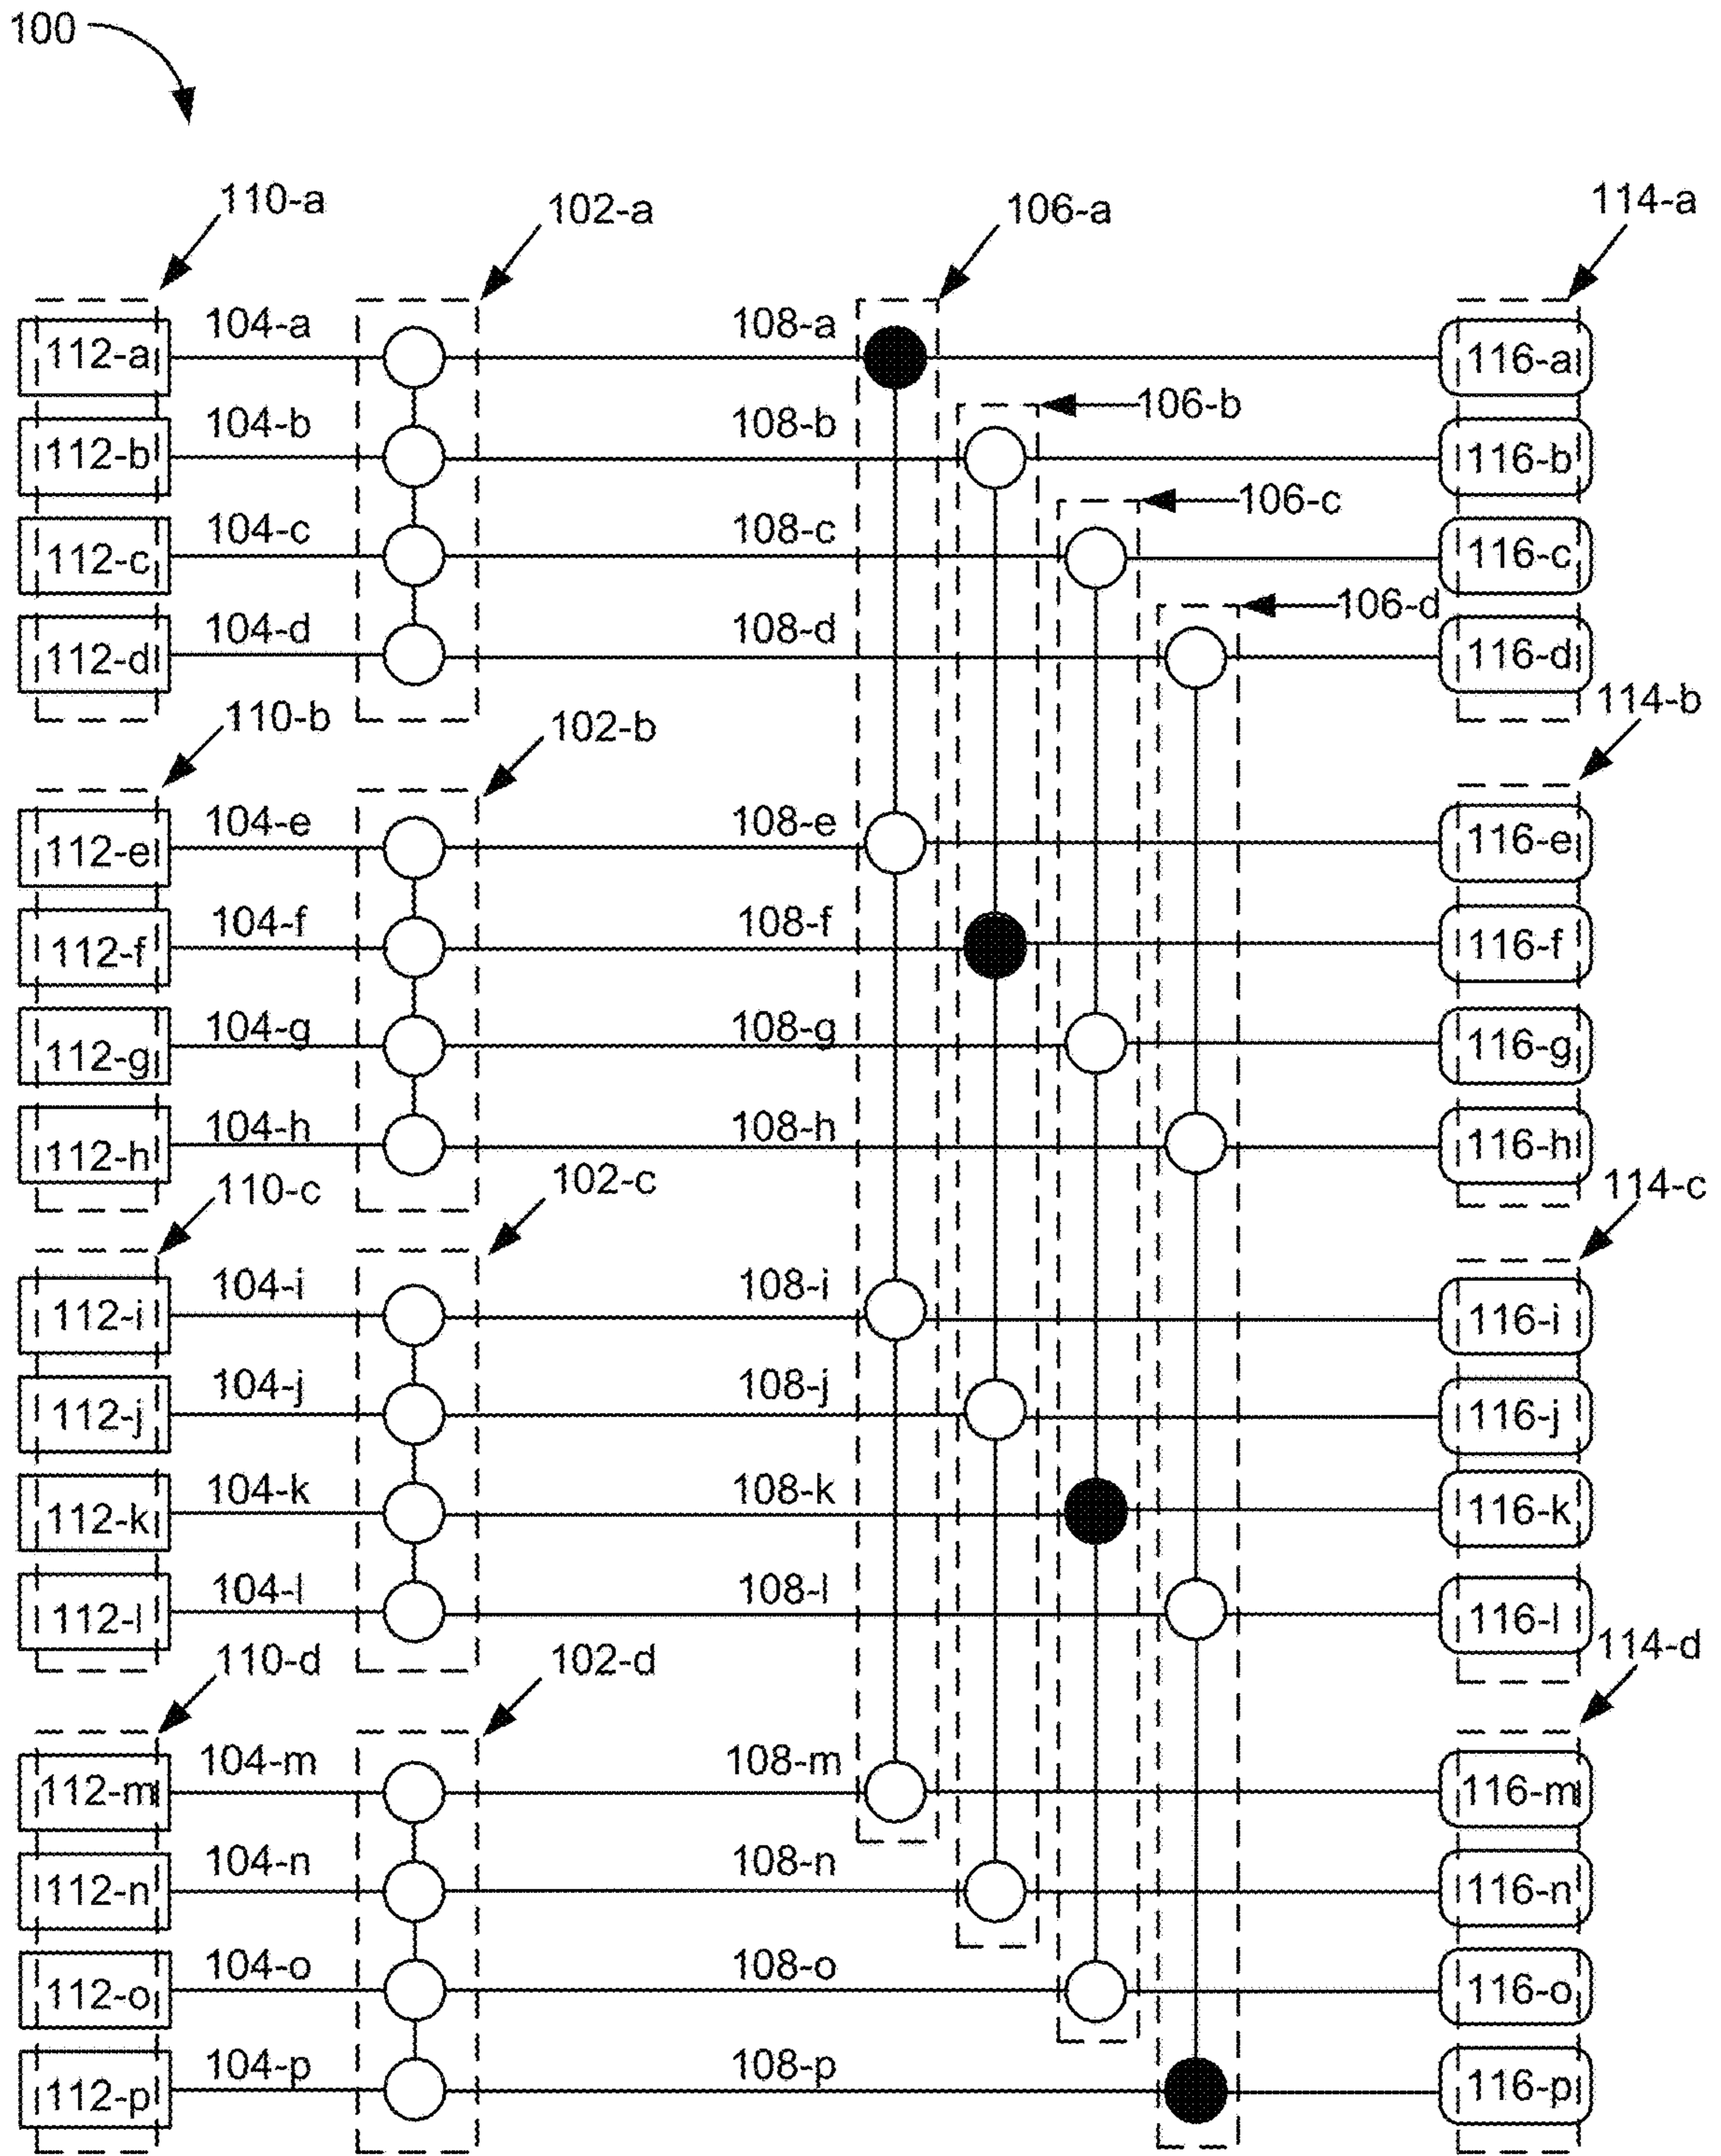 100
110-a 102-a 106-a 114-a
112-a 104-a 108-a 116-a
106-b
112-b 104-b 108-b 116-b
106-c
112-c 104-c 108-c 116-c
106-d
112-d 104-d 108-d 116-d
110-b 102-b 114-b
112-e 104-e 108-e 116-e
112-f 104-f 108-f 116-f
112-g 104-g 108-g 116-g
112-h 104-h 108-h 116-h
110-c 102-c 114-c
112-i 104-i 108-i 116-i
112-j 104-j 108-j 116-j
112-k 104-k 108-k 116-k
112-l 104-l 108-l 116-l
110-d 102-d 114-d
112-m 104-m 108-m 116-m
112-n 104-n 108-n 116-n
112-o 104-o 108-o 116-o
112-p 104-p 108-p 116-p